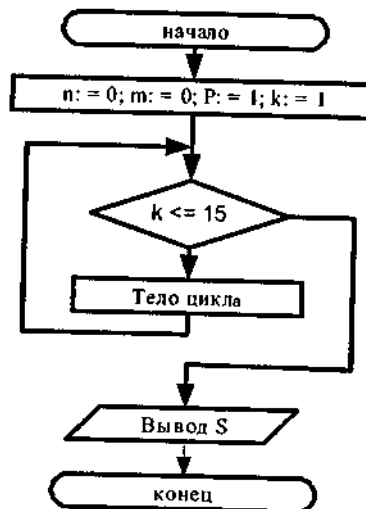 начало
n: = 0; m: = 0; P: = 1; k: = 1
k <= 15
Тело цикла
Вывод S
конец